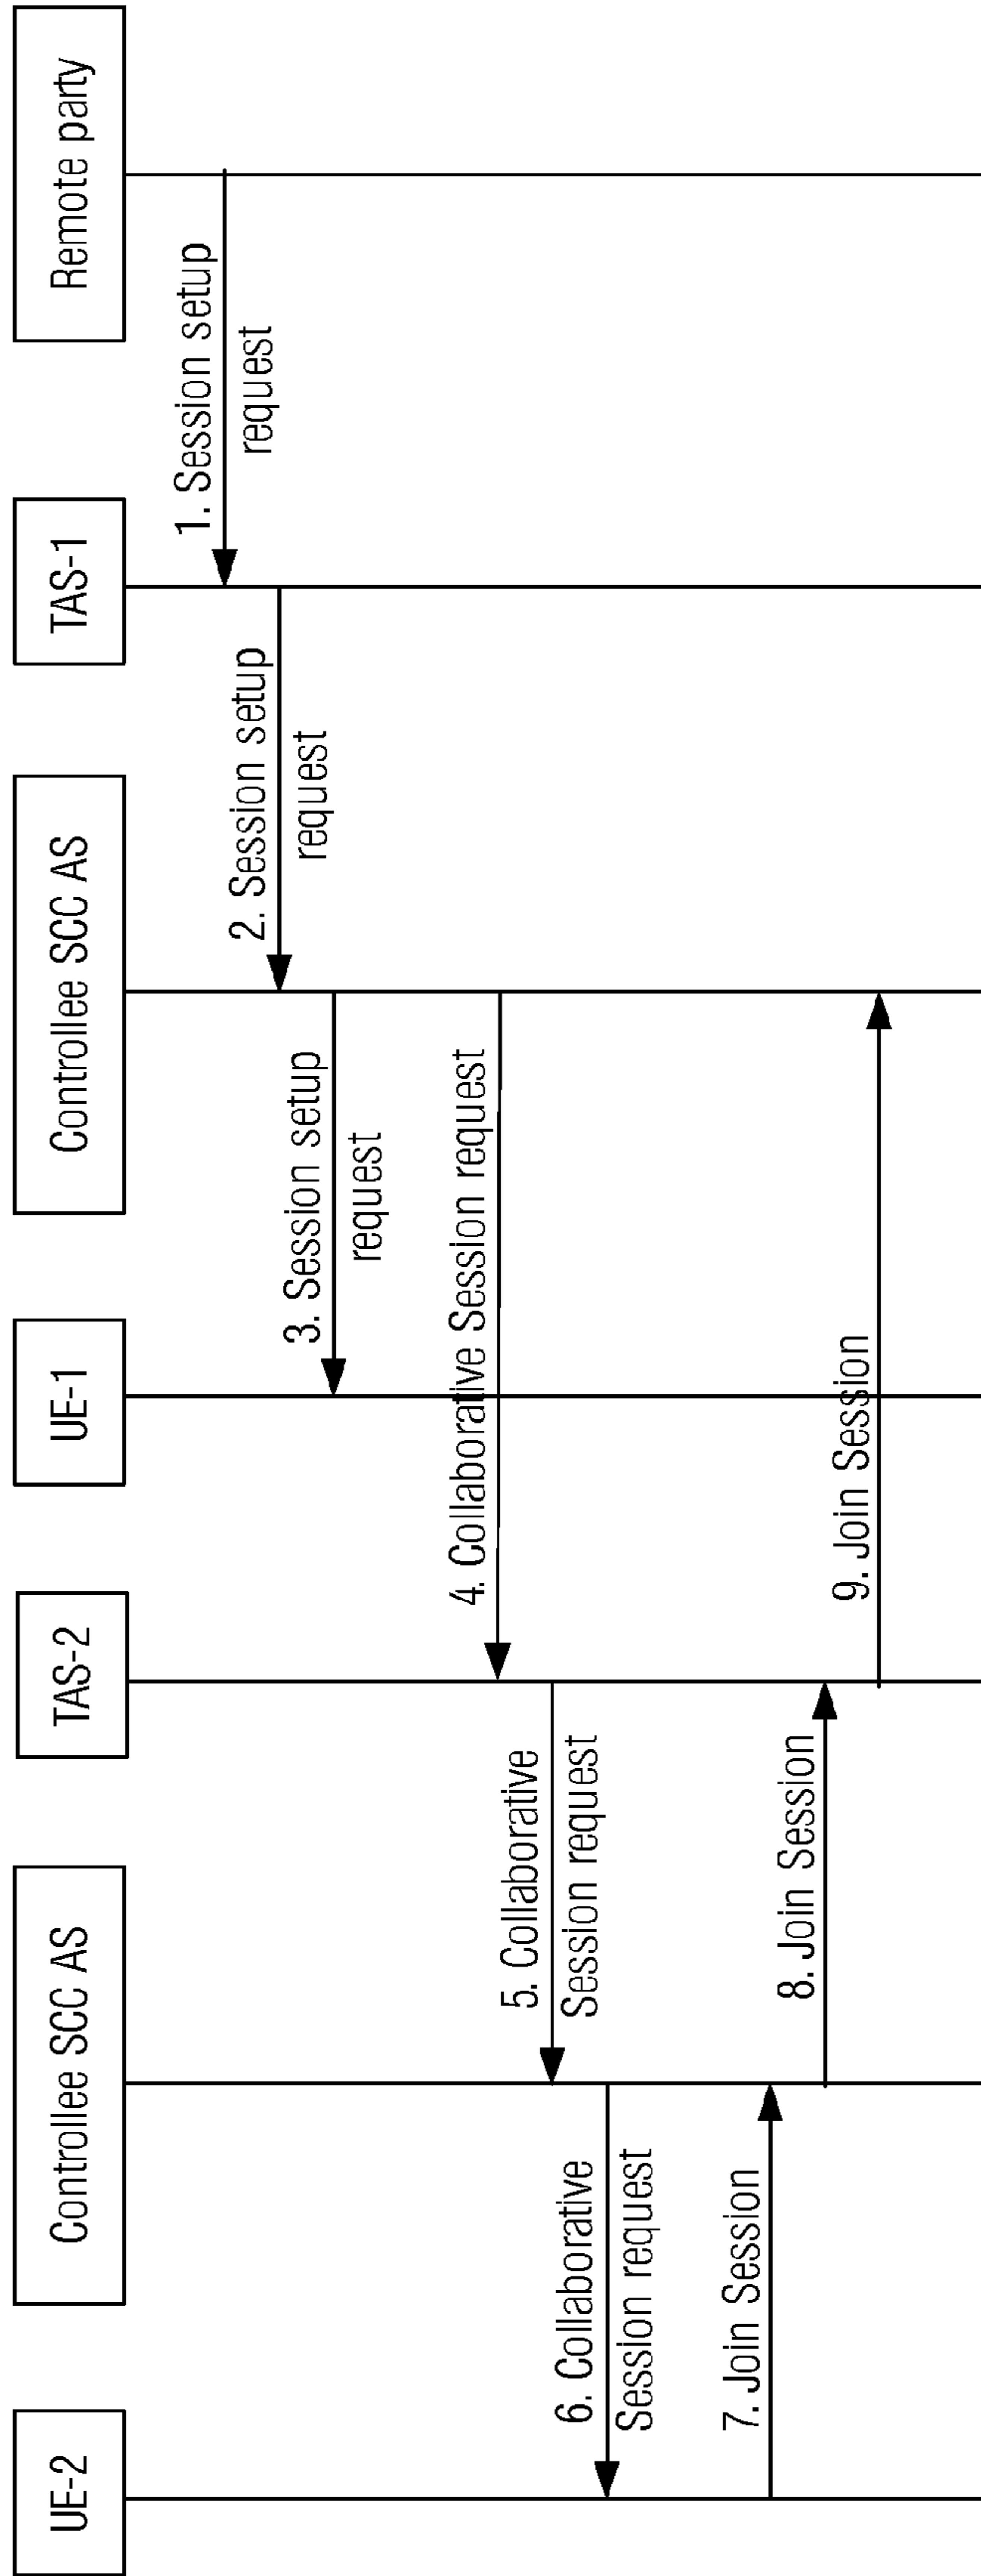 UE-2
Controllee SCC AS
TAS-2
UE-1
Controllee SCC AS
TAS-1
Remote party
1. Session setup
request
2. Session setup
request
3. Session setup
request
4. Collaborative Session request
5. Collaborative
Session request
6. Collaborative
Session request
7. Join Session
8. Join Session
9. Join Session